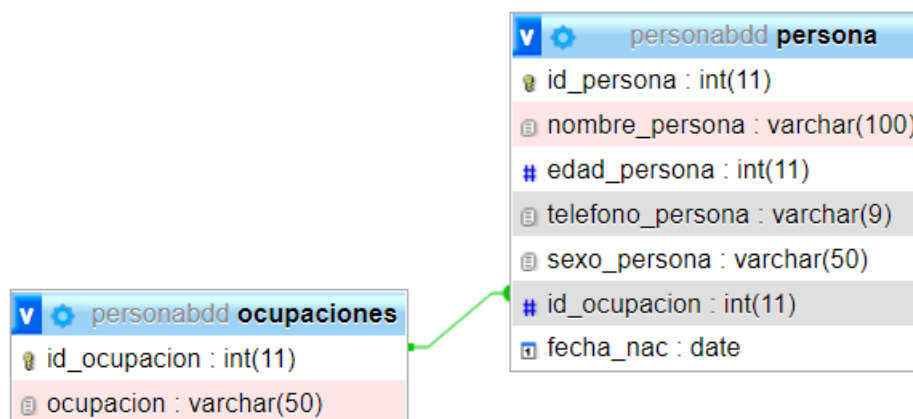 personabdd persona
id_persona : int(11)
nombre_persona : varchar(100)
edad_persona : int(11)
telefono_persona : varchar(9)
sexo_persona : varchar(50)
id_ocupacion : int(11)
fecha_nac : date
personabdd ocupaciones
id_ocupacion : int(11)
ocupacion : varchar(50)